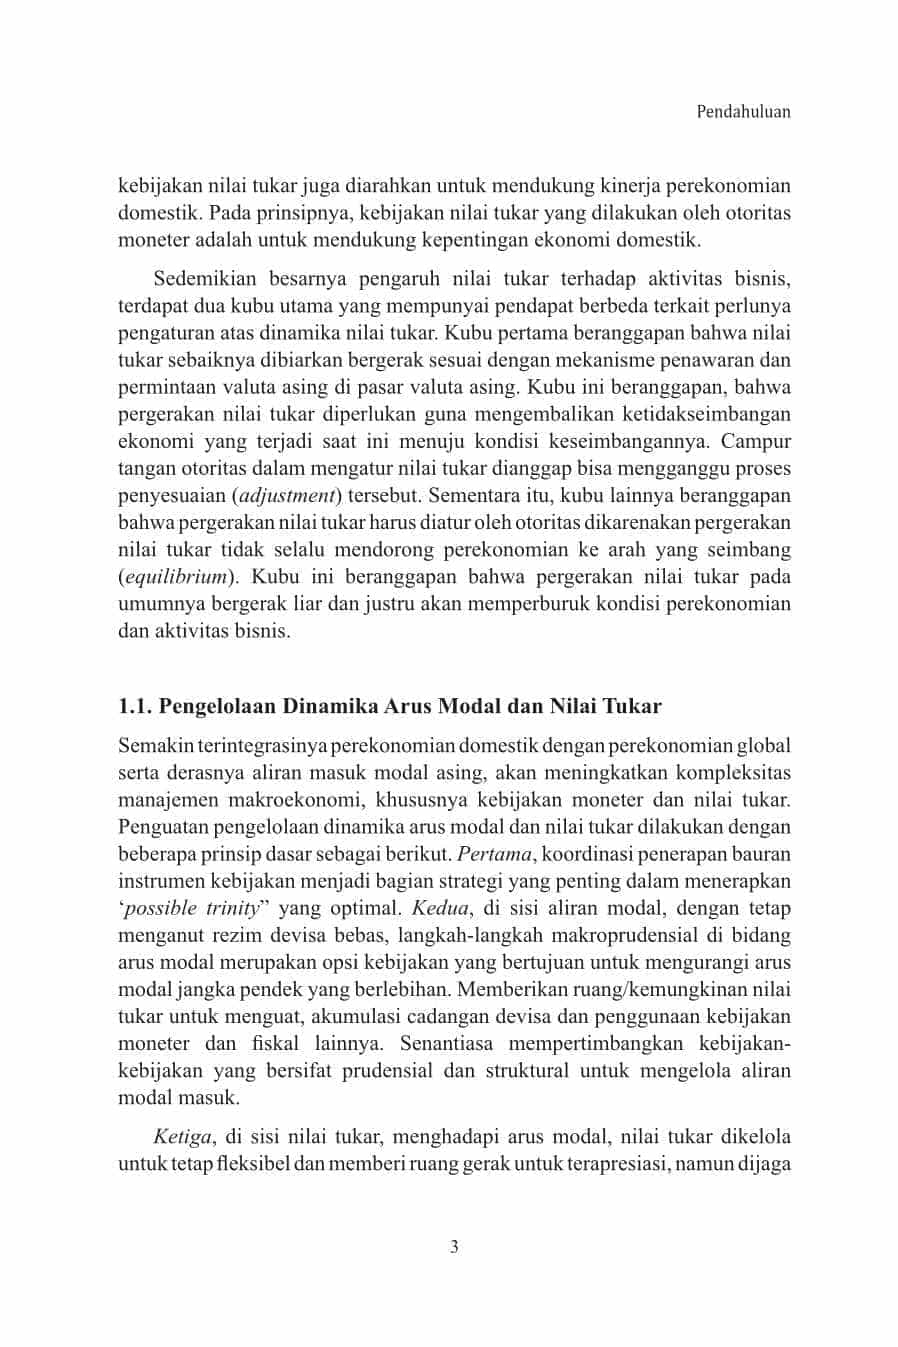 Pendahuluan
kebijakan nilai tukar juga diarahkan untuk mendukung kinerja perekonomian
domestik. Pada prinsipnya, kebijakan nilai tukar yang dilakukan oleh otoritas
moneter adalah untuk mendukung kepentingan ekonomi domestik.
Sedemikian besarnya pengaruh nilai tukar terhadap aktivitas bisnis,
terdapat dua kubu utama yang mempunyai pendapat berbeda terkait perlunya
pengaturan atas dinamika nilai tukar. Kubu pertama beranggapan bahwa nilai
tukar sebaiknya dibiarkan bergerak sesuai dengan mekanisme penawaran dan
permintaan valuta asing di pasar valuta asing. Kubu ini beranggapan, bahwa
pergerakan nilai tukar diperlukan guna mengembalikan ketidakseimbangan
ekonomi yang terjadi saat ini menuju kondisi keseimbangannya. Campur
tangan otoritas dalam mengatur nilai tukar dianggap bisa mengganggu proses
penyesuaian (adjustment) tersebut. Sementara itu, kubu lainnya beranggapan
bahwa pergerakan nilai tukar harus diatur oleh otoritas dikarenakan pergerakan
nilai tukar tidak selalu mendorong perekonomian ke arah yang seimbang
(equilibrium). Kubu ini beranggapan bahwa pergerakan nilai tukar pada
umumnya bergerak liar dan justru akan memperburuk kondisi perekonomian
dan aktivitas bisnis.
1.1. Pengelolaan Dinamika Arus Modal dan Nilai Tukar
Semakin terintegrasinya perekonomian domestik dengan perekonomian global
serta derasnya aliran masuk modal asing, akan meningkatkan kompleksitas
manajemen makroekonomi, khususnya kebijakan moneter dan nilai tukar.
Penguatan pengelolaan dinamika arus modal dan nilai tukar dilakukan dengan
beberapa prinsip dasar sebagai berikut. Pertama, koordinasi penerapan bauran
instrumen kebijakan menjadi bagian strategi yang penting dalam menerapkan
‘possible trinity” yang optimal. Kedua, di sisi aliran modal, dengan tetap
menganut rezim devisa bebas, langkah-langkah makroprudensial di bidang
arus modal merupakan opsi kebijakan yang bertujuan untuk mengurangi arus
modal jangka pendek yang berlebihan. Memberikan ruang/kemungkinan nilai
tukar untuk menguat, akumulasi cadangan devisa dan penggunaan kebijakan
moneter dan fiskal lainnya. Senantiasa mempertimbangkan kebijakan-
kebijakan yang bersifat prudensial dan struktural untuk mengelola aliran
modal masuk.
Ketiga, di sisi nilai tukar, menghadapi arus modal, nilai tukar dikelola
untuk tetap fleksibel dan memberi ruang gerak untuk terapresiasi, namun dijaga
3